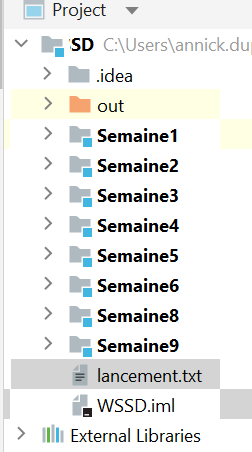 Project
SD C:\Users\annick.du
.idea
out
Semaine1
Semaine2
Semaine3
Semaine4
Semaine5
Semaine6
Semaine8
Semaine9
lancement.txt
WSSD.iml
External Libraries